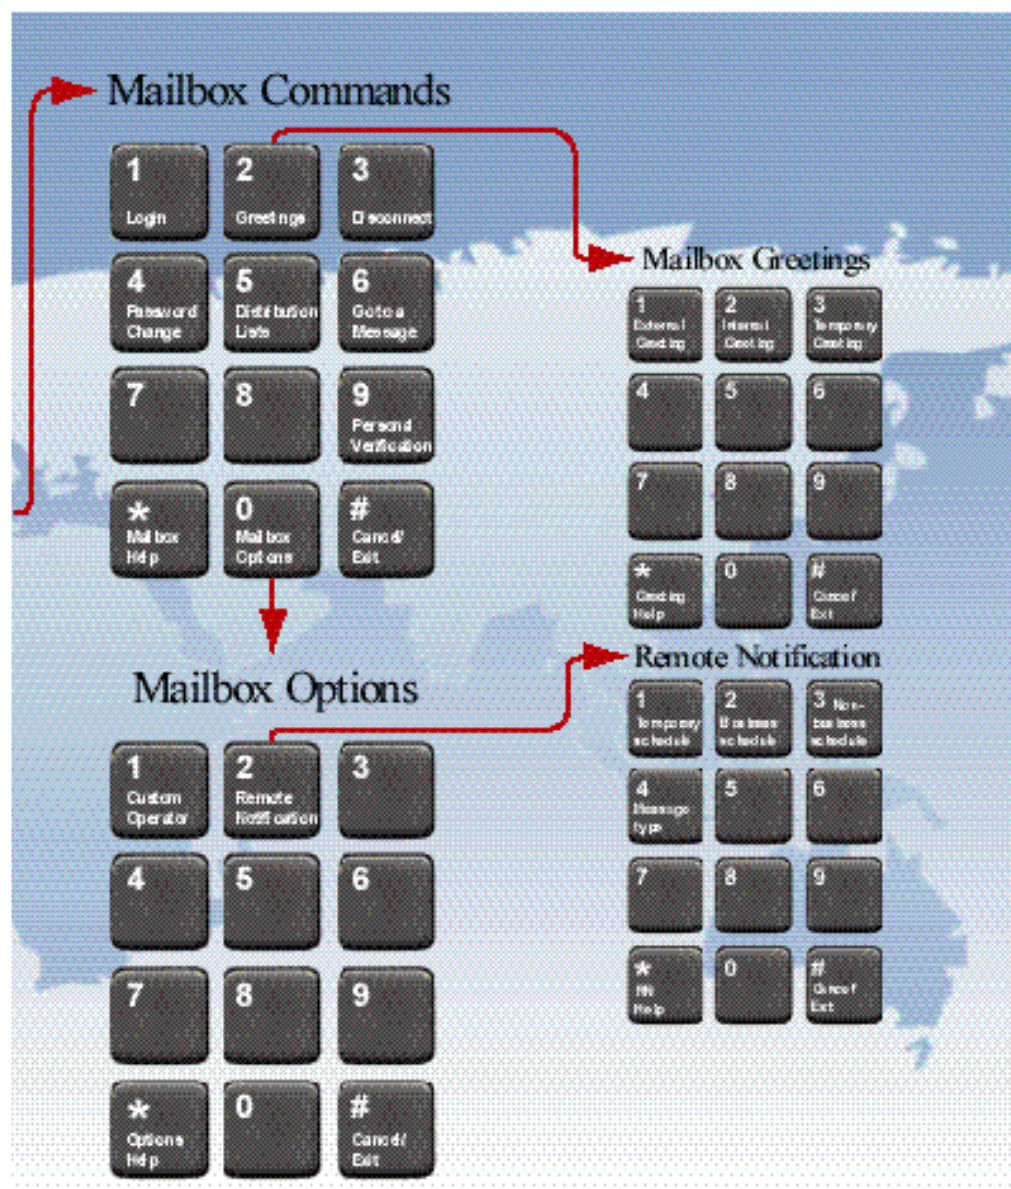 Mailbox Commands
1
Login
2
Greetings
3
Disconnect
4
Password
Change
5
Distribution
Lists
6
Go to a
Message
7
8
9
Personal
Verification
*
Mailbox
Help
0
Mailbox
Options
#
Cancel/
Exit
Mailbox Greetings
1
External
Greeting
2
Internal
Greeting
3
Temporary
Greeting
4
5
6
7
8
9
*
Greeting
Help
0
#
Cancel/
Exit
Mailbox Options
1
Custom
Operator
2
Remote
Notification
3
4
5
6
7
8
9
*
Options
Help
0
#
Cancel/
Exit
Remote Notification
1
Temporary
schedule
2
Business
schedule
3 Non-
business
schedule
4
Message
type
5
6
7
8
9
*
RN
Help
0
#
Cancel/
Exit